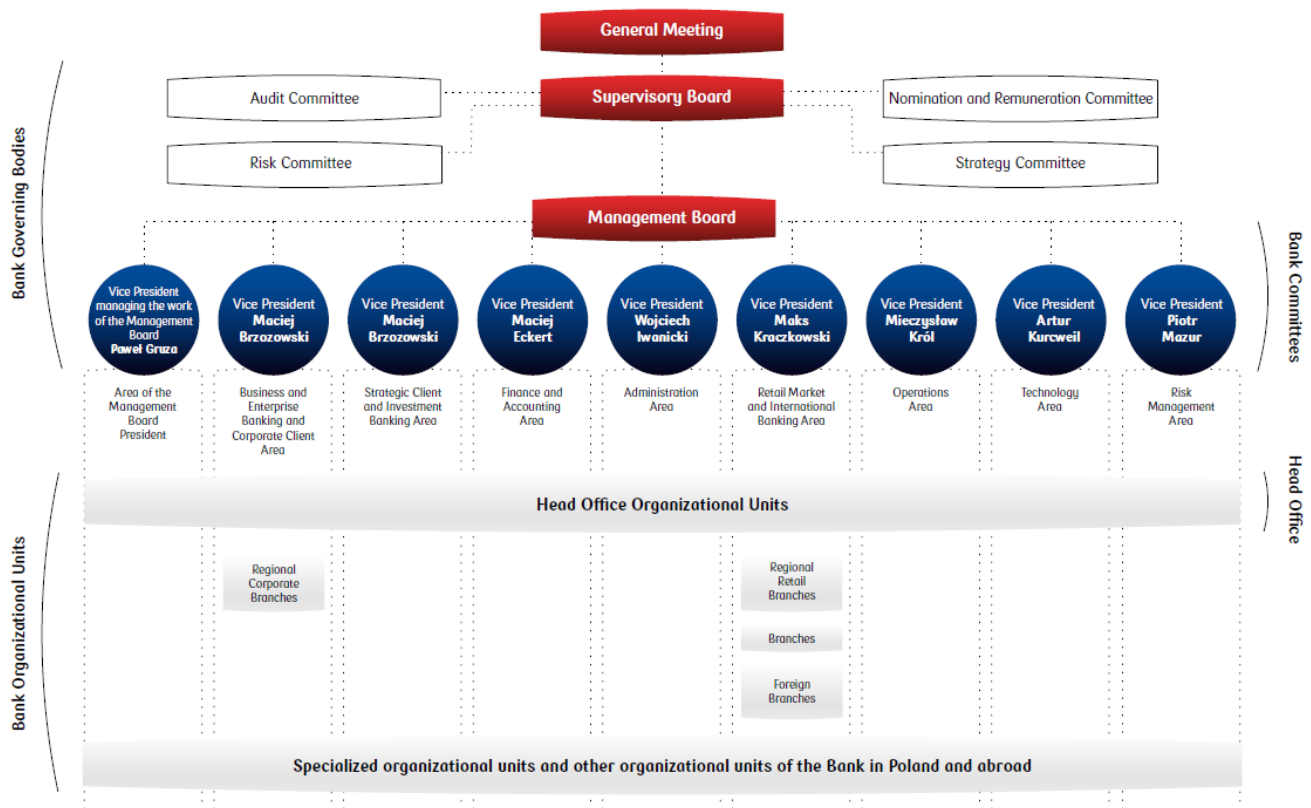 General Meeting
Supervisory Board
Audit Committee
Nomination and Remuneration Committee
Risk Committee
Strategy Committee
Management Board
Bank Governing Bodies
Bank Committees
Vice President
managing the work
of the Management
Board
Paweł Gruza
Vice President
Maciej
Brzozowski
Vice President
Maciej
Brzozowski
Vice President
Maciej
Eckert
Vice President
Wojciech
Iwanicki
Vice President
Maks
Kraczkowski
Vice President
Mieczysław
Król
Vice President
Artur
Kurcweil
Vice President
Piotr
Mazur
Area of the
Management
Board
President
Business and
Enterprise
Banking and
Corporate Client
Area
Strategic Client
and Investment
Banking Area
Finance and
Accounting
Area
Administration
Area
Retail Market
and International
Banking Area
Operations
Area
Technology
Area
Risk
Management
Area
Head Office Organizational Units
Head Office
Bank Organizational Units
Regional
Corporate
Branches
Regional
Retail
Branches
Branches
Foreign
Branches
Specialized organizational units and other organizational units of the Bank in Poland and abroad